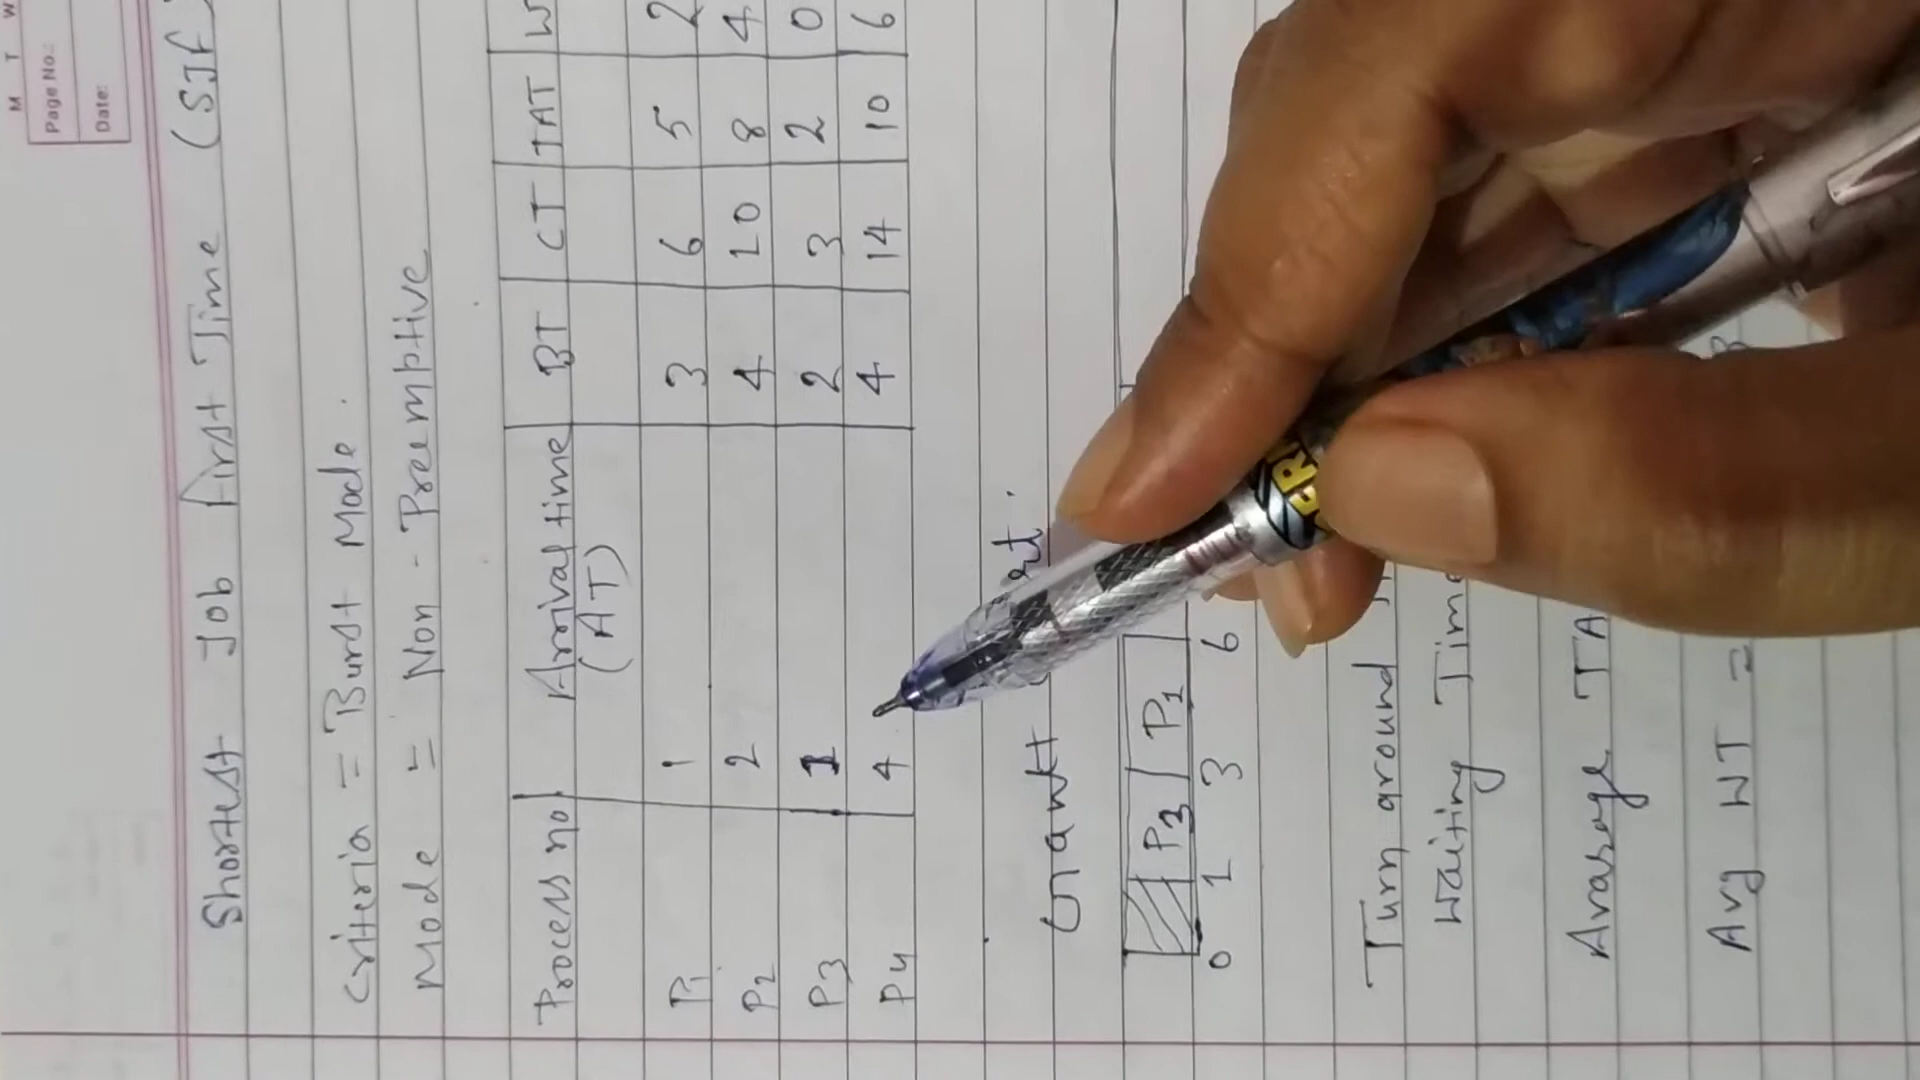 M T W
Page No.:
Date:
Shortest Job First Time (SJF)
Criteria = Burst Mode.
Mode = Non-Preemptive
Process no. Arrival time BT CT TAT W
(AT)
P1 1 3 6 5 2
P2 2 4 10 8 4
P3 1 2 3 2 0
P4 4 4 14 10 6
Grantt rt.
P3 P1
0 1 3 6
Turn around
Waiting Time
Avarage TA
Avg WT =